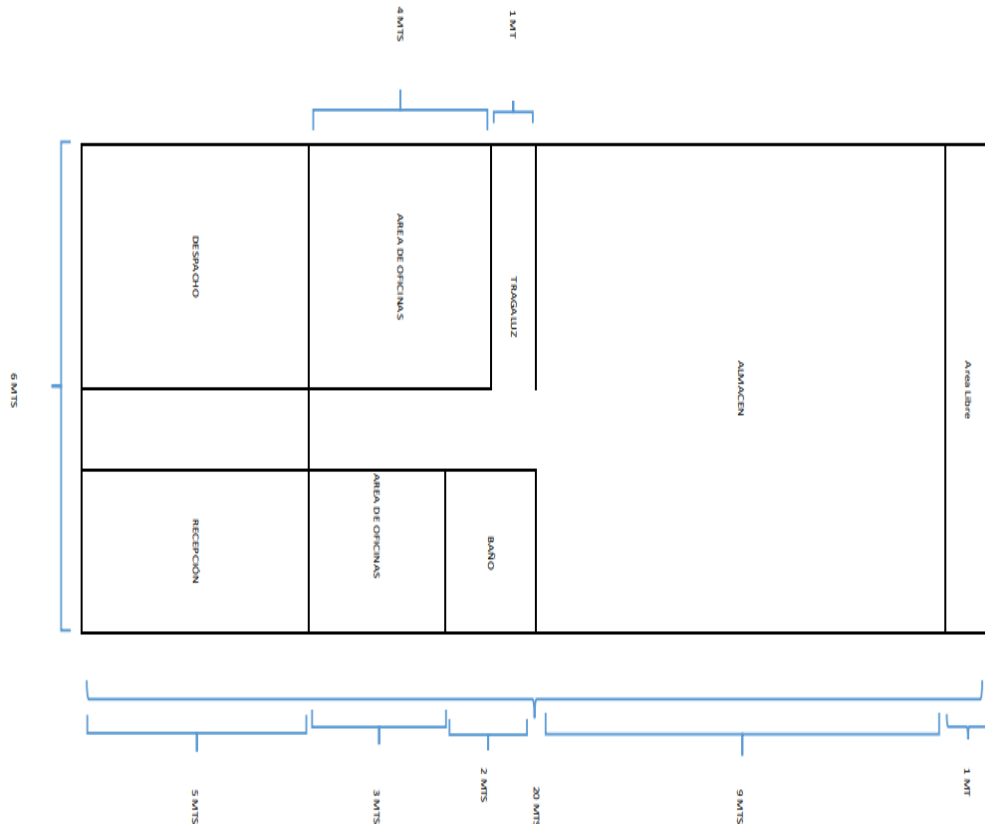 4 MTS
1 MT
DESPACHO
AREA DE OFICINAS
TRAGALUZ
ALMACEN
Area Libre
6 MTS
RECEPCIÓN
AREA DE OFICINAS
BAÑO
5 MTS
3 MTS
2 MTS
20 MTS
9 MTS
1 MT